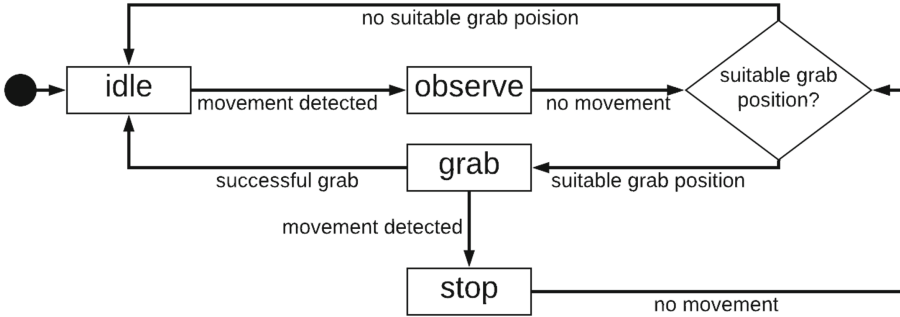 no suitable grab poision
idle
observe
suitable grab
position?
movement detected
no movement
grab
successful grab
suitable grab position
movement detected
stop
no movement